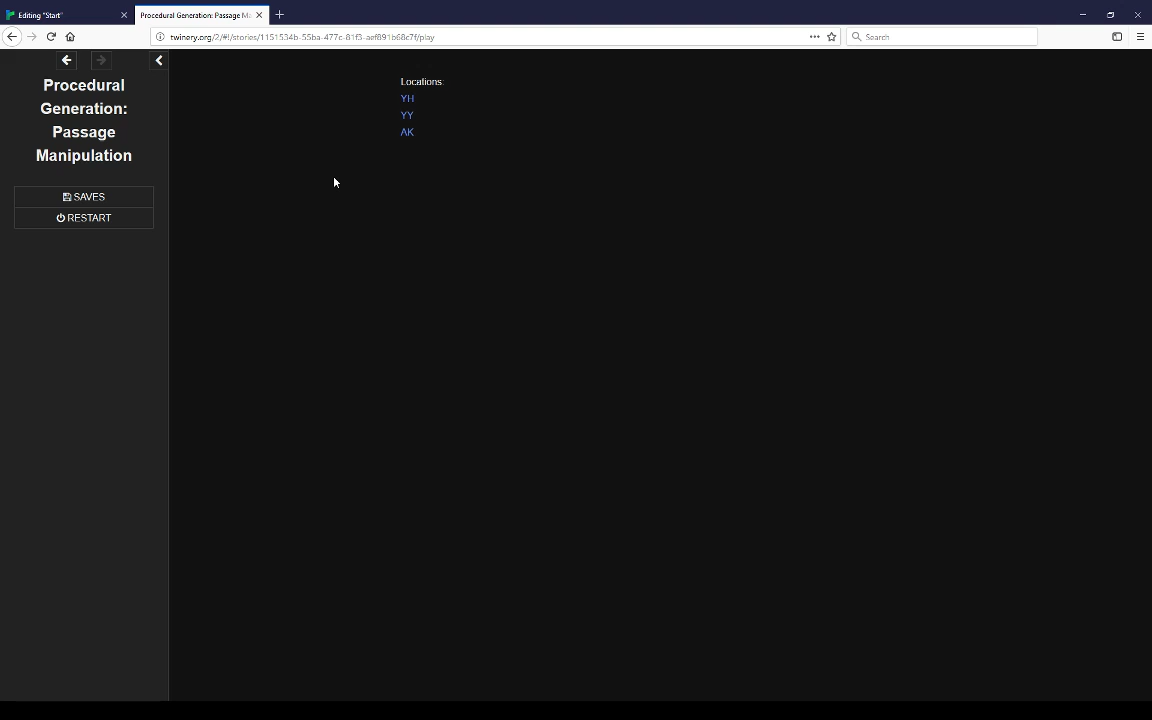 Editing "Start"
Procedural Generation: Passage Ma
twinery.org/2/#!/stories/1151534b-55ba-477c-81f3-aef891b68c7f/play
Search
Procedural
Generation:
Passage
Manipulation
SAVES
RESTART
Locations:
YH
YY
AK